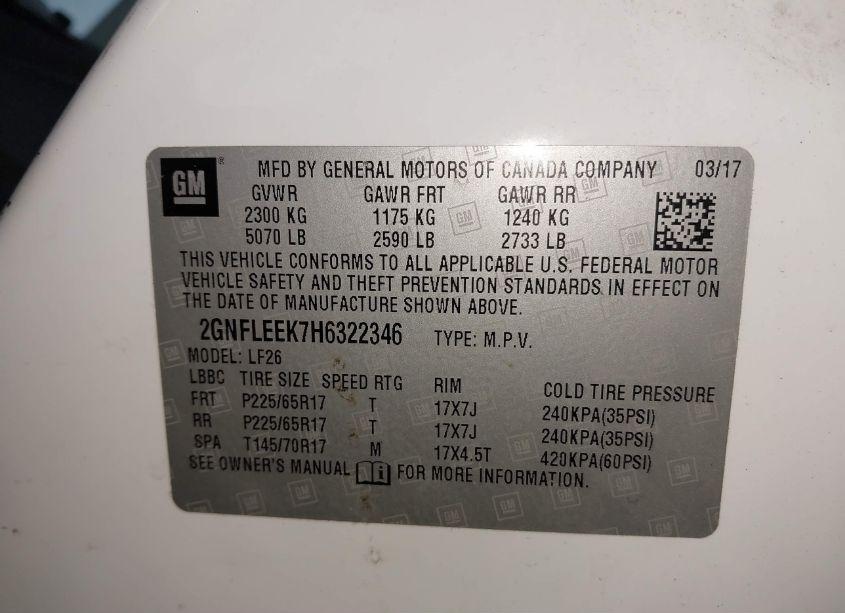 GM ® MFD BY GENERAL MOTORS OF CANADA COMPANY 03/17
GVWR GAWR FRT GAWR RR
2300 KG 1175 KG 1240 KG
5070 LB 2590 LB 2733 LB
THIS VEHICLE CONFORMS TO ALL APPLICABLE U.S. FEDERAL MOTOR
VEHICLE SAFETY AND THEFT PREVENTION STANDARDS IN EFFECT ON
THE DATE OF MANUFACTURE SHOWN ABOVE.
2GNFLEEK7H6322346 TYPE: M.P.V.
MODEL: LF26
LBBC TIRE SIZE SPEED RTG RIM COLD TIRE PRESSURE
FRT P225/65R17 T 17X7J 240KPA(35PSI)
RR P225/65R17 T 17X7J 240KPA(35PSI)
SPA T145/70R17 M 17X4.5T 420KPA(60PSI)
SEE OWNER'S MANUAL i FOR MORE INFORMATION.